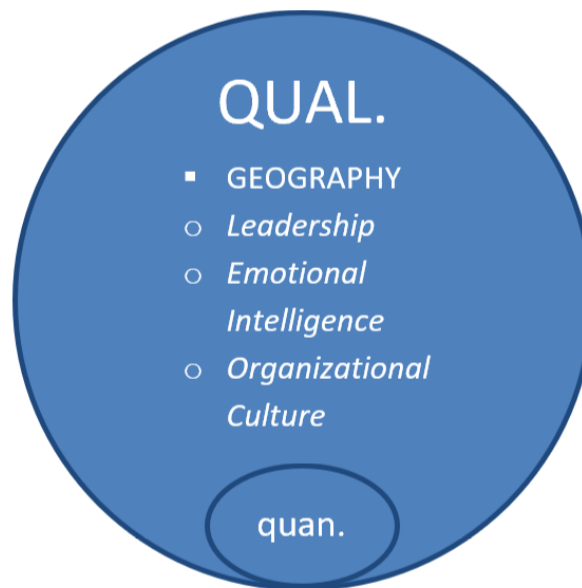 QUAL.
▪ GEOGRAPHY
○ Leadership
○ Emotional
Intelligence
○ Organizational
Culture
quan.